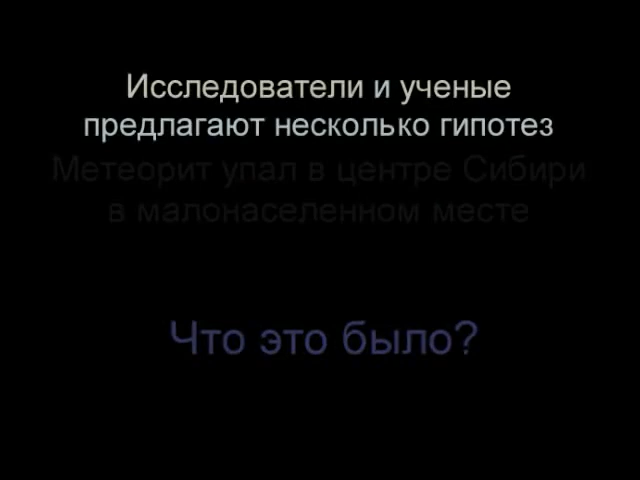 Исследователи и ученые
предлагают несколько гипотез
Метеорит упал в центре Сибири
в малонаселенном месте
Что это было?